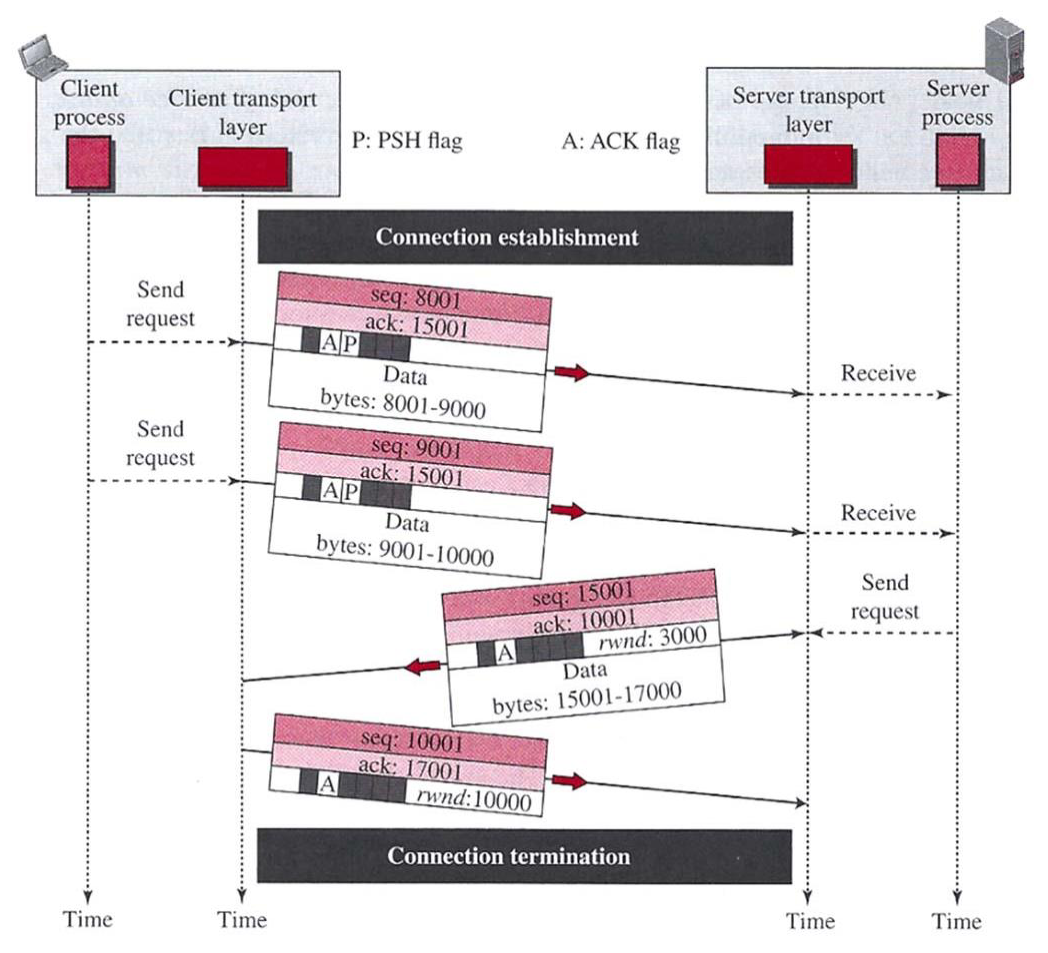 Client
process
Client transport
layer
P: PSH flag
A: ACK flag
Server transport
layer
Server
process
Connection establishment
Send
request
seq: 8001
ack: 15001
A P
Data
bytes: 8001-9000
Receive
Send
request
seq: 9001
ack: 15001
A P
Data
bytes: 9001-10000
Receive
Send
request
seq: 15001
ack: 10001
A
rwnd: 3000
Data
bytes: 15001-17000
seq: 10001
ack: 17001
A
rwnd:10000
Connection termination
Time
Time
Time
Time